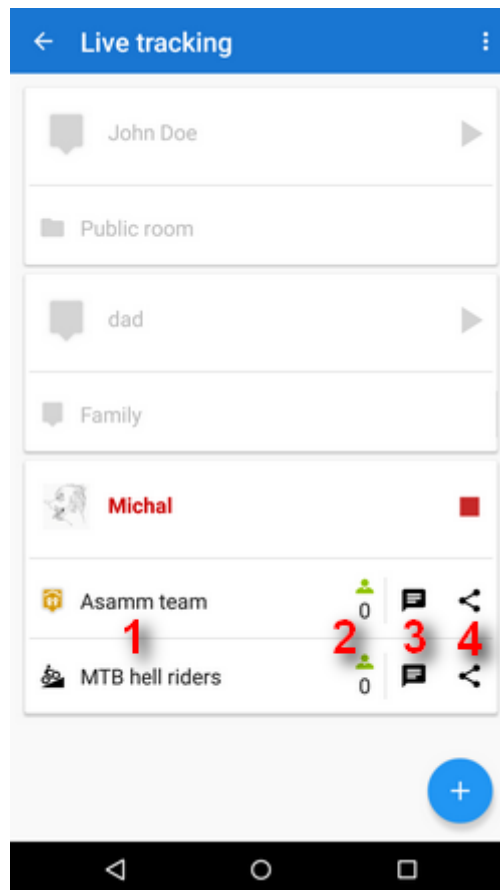 Live tracking
John Doe
Public room
dad
Family
Michal
Asamm team
0
1 2 3 4
MTB hell riders
0